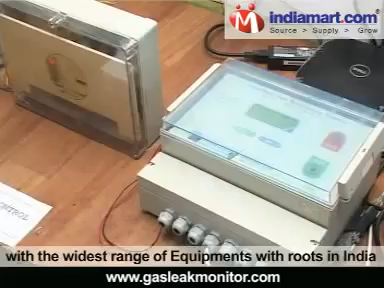 indiamart.com
Source > Supply > Grow
with the widest range of Equipments with roots in India
www.gasleakmonitor.com